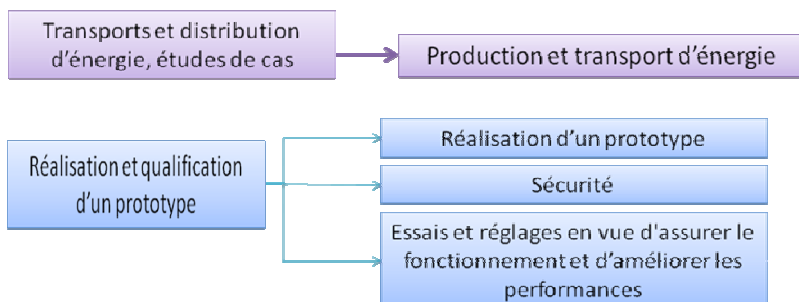 Transports et distribution
d’énergie, études de cas
Production et transport d’énergie
Réalisation et qualification
d’un prototype
Réalisation d’un prototype
Sécurité
Essais et réglages en vue d'assurer le
fonctionnement et d’améliorer les
performances